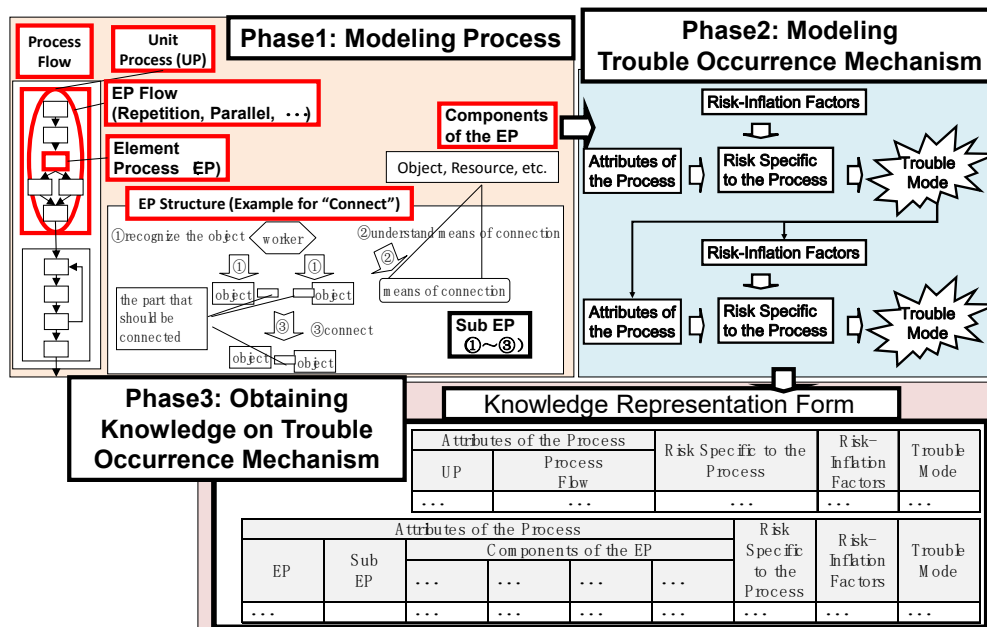 Phase1: Modeling Process
Process
Flow
Unit
Process (UP)
EP Flow
(Repetition, Parallel, …)
Element
Process EP)
Components
of the EP
Object, Resource, etc.
EP Structure (Example for “Connect”)
①recognize the object
worker
②understand means of connection
①
①
②
object
object
means of connection
the part that
should be
connected
③
③connect
object
object
Sub EP
(①～③)
Phase2: Modeling
Trouble Occurrence Mechanism
Risk-Inflation Factors
Attributes of
the Process
Risk Specific
to the Process
Trouble
Mode
Risk-Inflation Factors
Attributes of
the Process
Risk Specific
to the Process
Trouble
Mode
Phase3: Obtaining
Knowledge on Trouble
Occurrence Mechanism
Knowledge Representation Form
Attributes of the Process
Risk Specific to the
Process
Risk-
Inflation
Factors
Trouble
Mode
UP
Process
Flow
... ... ... ... ...
Attributes of the Process
Risk
Specific
to the
Process
Risk-
Inflation
Factors
Trouble
Mode
EP
Sub
EP
Components of the EP
... ... ... ...
... ... ... ... ... ... ... ...